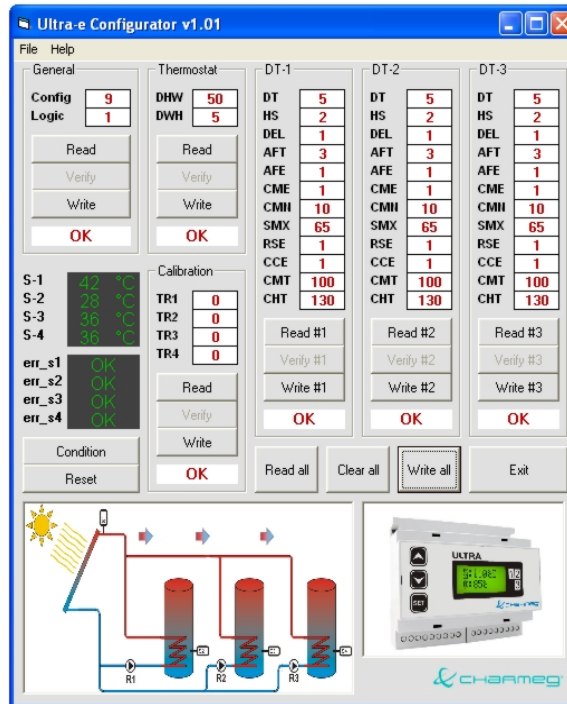 Ultra-e Configurator v1.01
File Help
General
Config 9
Logic 1
Read
Verify
Write
OK
Thermostat
DHW 50
DWH 5
Read
Verify
Write
OK
DT-1
DT 5
HS 2
DEL 1
AFT 3
AFE 1
CME 1
CMN 10
SMX 65
RSE 1
CCE 1
CMT 100
CHT 130
Read #1
Verify #1
Write #1
OK
DT-2
DT 5
HS 2
DEL 1
AFT 3
AFE 1
CME 1
CMN 10
SMX 65
RSE 1
CCE 1
CMT 100
CHT 130
Read #2
Verify #2
Write #2
OK
DT-3
DT 5
HS 2
DEL 1
AFT 3
AFE 1
CME 1
CMN 10
SMX 65
RSE 1
CCE 1
CMT 100
CHT 130
Read #3
Verify #3
Write #3
OK
S-1 42 °C
S-2 28 °C
S-3 36 °C
S-4 36 °C
err_s1 OK
err_s2 OK
err_s3 OK
err_s4 OK
Condition
Reset
Calibration
TR1 0
TR2 0
TR3 0
TR4 0
Read
Verify
Write
OK
Read all
Clear all
Write all
Exit
R1
R2
R3
ULTRA
SET
CHARMEG
CHARMEG